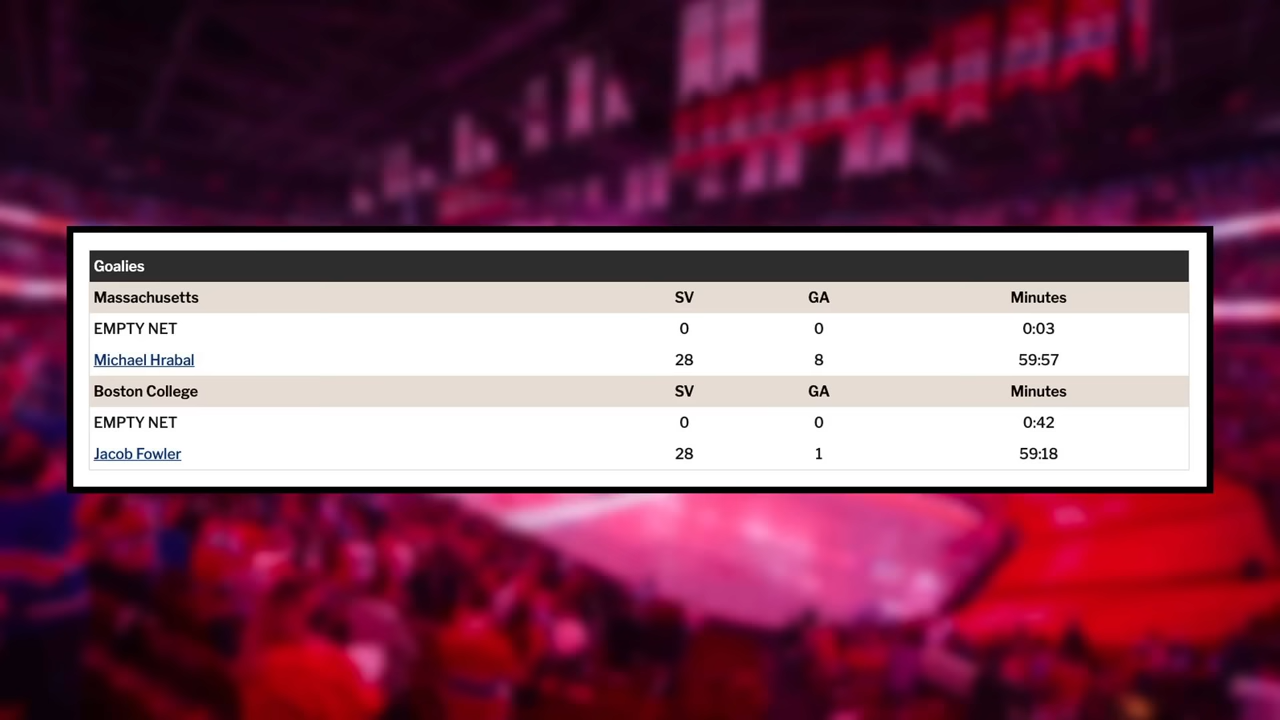 Goalies
Massachusetts SV GA Minutes
EMPTY NET 0 0 0:03
Michael Hrabal 28 8 59:57
Boston College SV GA Minutes
EMPTY NET 0 0 0:42
Jacob Fowler 28 1 59:18